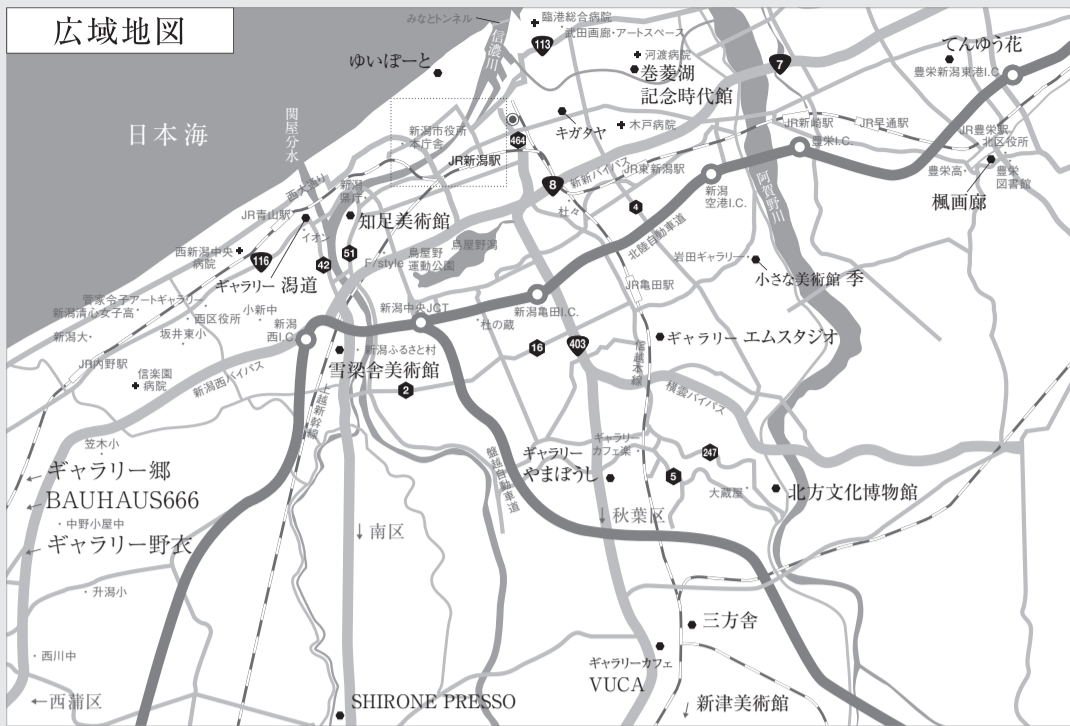 広域地図
みなとトンネル
臨港総合病院
武田画廊・アートスペース
信濃川
113
河渡病院
ゆいぽーと
巻菱湖
記念時代館
7
てんゆう花
豊栄新潟東港I.C.
日本海
関屋分水
新潟市役所
本庁舎
キガタヤ
木戸病院
JR新崎駅
JR早通駅
JR豊栄駅
北区役所
豊栄I.C.
464
JR新潟駅
新新バイパス
JR東新潟駅
豊栄高
豊栄
図書館
楓画廊
西大通り
新潟
県庁
8
杜々
4
新潟
空港I.C.
阿賀野川
JR青山駅
イオン
知足美術館
北陸自動車道
西新潟中央
病院
116
42
51
F/style
鳥屋野
運動公園
鳥屋野潟
岩田ギャラリー
小さな美術館 季
ギャラリー 潟道
JR亀田駅
菅家令子アートギャラリー
新潟清心女子高
西区役所
小新中
新潟
西I.C.
新潟中央JCT
杜の蔵
新潟亀田I.C.
新潟大
坂井東小
JR内野駅
新潟ふるさと村
雪梁舎美術館
16
403
信越本線
ギャラリー エムスタジオ
信楽園
病院
新潟西バイパス
2
横雲バイパス
上越新幹線
笠木小
ギャラリー郷
BAUHAUS666
中野小屋中
ギャラリー野衣
磐越自動車道
ギャラリー
やまぼうし
ギャラリー
カフェ楽
247
5
大蔵屋
北方文化博物館
↓南区
↓秋葉区
升潟小
三方舎
西川中
ギャラリーカフェ
VUCA
←西蒲区
SHIRONE PRESSO
新津美術館